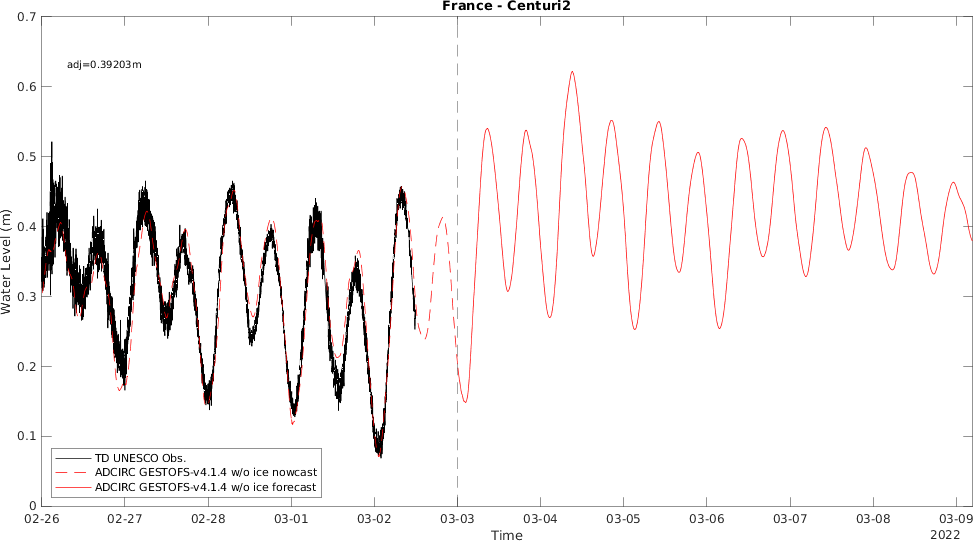 France - Centuri2
0.7
0.6
0.5
0.4
0.3
0.2
0.1
0
Water Level (m)
adj=0.39203m
TD UNESCO Obs.
ADCIRC GESTOFS-v4.1.4 w/o ice nowcast
ADCIRC GESTOFS-v4.1.4 w/o ice forecast
02-26 02-27 02-28 03-01 03-02 03-03 03-04 03-05 03-06 03-07 03-08 03-09
Time
2022